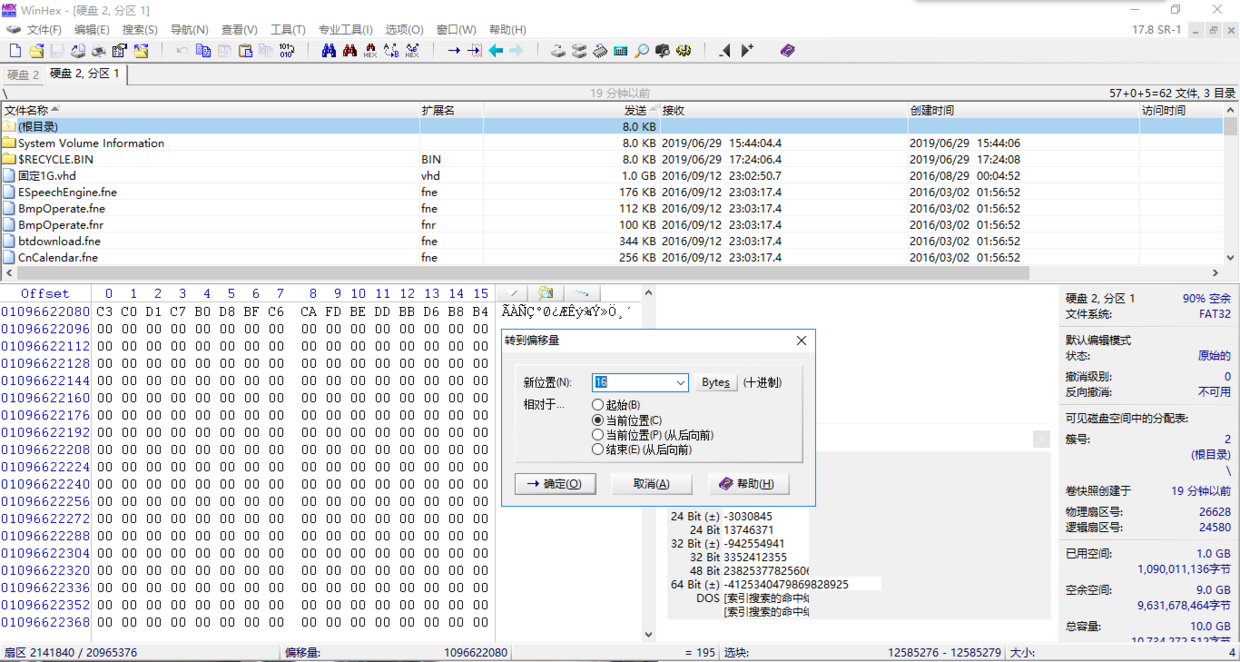 WinHex - [硬盘 2, 分区 1]
文件(F) 编辑(E) 搜索(S) 导航(N) 查看(V) 工具(T) 专业工具(I) 选项(O) 窗口(W) 帮助(H) 17.8 SR-1
硬盘 2 硬盘 2, 分区 1
\ 19 分钟以前 57+0+5=62 文件, 3 目录
文件名称 扩展名 发送 接收 创建时间 访问时间
(根目录) 8.0 KB
System Volume Information 8.0 KB 2019/06/29 15:44:04.4 2019/06/29 15:44:06
$RECYCLE.BIN BIN 8.0 KB 2019/06/29 17:24:06.4 2019/06/29 17:24:08
固定1G.vhd vhd 1.0 GB 2016/09/12 23:02:50.7 2016/08/29 00:04:52
ESpeechEngine.fne fne 176 KB 2016/09/12 23:03:17.4 2016/03/02 01:56:52
BmpOperate.fne fne 112 KB 2016/09/12 23:03:17.4 2016/03/02 01:56:52
BmpOperate.fnr fnr 100 KB 2016/09/12 23:03:17.4 2016/03/02 01:56:52
btdownload.fne fne 344 KB 2016/09/12 23:03:17.4 2016/03/02 01:56:52
CnCalendar.fne fne 256 KB 2016/09/12 23:03:17.4 2016/03/02 01:56:52
Offset 0 1 2 3 4 5 6 7 8 9 10 11 12 13 14 15
01096622080 C3 C0 D1 C7 B0 D8 BF C6 CA FD BE DD BB D6 B8 B4 ÃÀÑÇ°Ø¿ÆÊý¾Ý»Ö¸´
01096622096 00 00 00 00 00 00 00 00 00 00 00 00 00 00 00 00
01096622112 00 00 00 00 00 00 00 00 00 00 00 00 00 00 00 00
01096622128 00 00 00 00 00 00 00 00 00 00 00 00 00 00 00 00
01096622144 00 00 00 00 00 00 00 00 00 00 00 00 00 00 00 00
01096622160 00 00 00 00 00 00 00 00 00 00 00 00 00 00 00 00
01096622176 00 00 00 00 00 00 00 00 00 00 00 00 00 00 00 00
01096622192 00 00 00 00 00 00 00 00 00 00 00 00 00 00 00 00
01096622208 00 00 00 00 00 00 00 00 00 00 00 00 00 00 00 00
01096622224 00 00 00 00 00 00 00 00 00 00 00 00 00 00 00 00
01096622240 00 00 00 00 00 00 00 00 00 00 00 00 00 00 00 00
01096622256 00 00 00 00 00 00 00 00 00 00 00 00 00 00 00 00
01096622272 00 00 00 00 00 00 00 00 00 00 00 00 00 00 00 00
01096622288 00 00 00 00 00 00 00 00 00 00 00 00 00 00 00 00
01096622304 00 00 00 00 00 00 00 00 00 00 00 00 00 00 00 00
01096622320 00 00 00 00 00 00 00 00 00 00 00 00 00 00 00 00
01096622336 00 00 00 00 00 00 00 00 00 00 00 00 00 00 00 00
01096622352 00 00 00 00 00 00 00 00 00 00 00 00 00 00 00 00
01096622368 00 00 00 00 00 00 00 00 00 00 00 00 00 00 00 00
转到偏移量
新位置(N): 16 Bytes (十进制)
相对于...
起始(B)
当前位置(C)
当前位置(P) (从后向前)
结束(E) (从后向前)
确定(O) 取消(A) 帮助(H)
24 Bit (±) -3030845
24 Bit 13746371
32 Bit (±) -942554941
32 Bit 3352412355
48 Bit 2382537782560
64 Bit (±) -4125340479869828925
DOS [索引搜索的命中
[索引搜索的命中
硬盘 2, 分区 1 90% 空余
文件系统: FAT32
默认编辑模式
状态: 原始的
撤消级别: 0
反向撤消: 不可用
可见磁盘空间中的分配表:
簇号: 2
(根目录)
\
卷快照创建于 19 分钟以前
物理扇区号: 26628
逻辑扇区号: 24580
已用空间: 1.0 GB
1,090,011,136字节
空余空间: 9.0 GB
9,631,678,464字节
总容量: 10.0 GB
10,734,272,512字节
扇区 2141840 / 20965376 偏移量: 1096622080 = 195 选块: 12585276 - 12585279 大小: 4